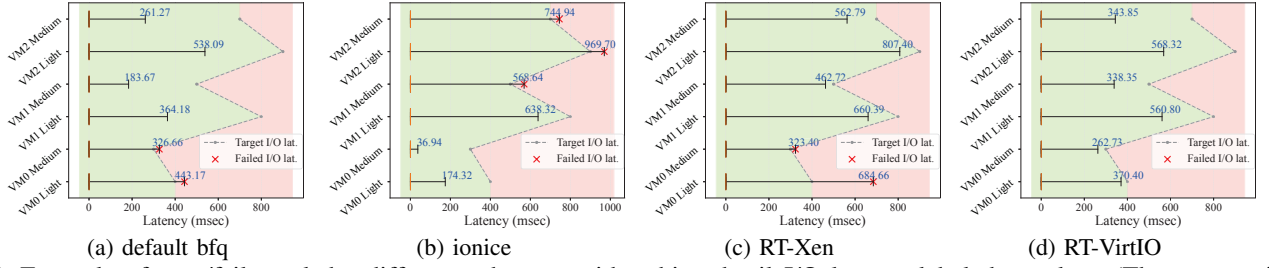 VM2 Medium
VM2 Light
VM1 Medium
VM1 Light
VM0 Medium
VM0 Light
261.27
538.09
183.67
364.18
326.66
443.17
Target I/O lat.
Failed I/O lat.
0 200 400 600 800
Latency (msec)
(a) default bfq
VM2 Medium
VM2 Light
VM1 Medium
VM1 Light
VM0 Medium
VM0 Light
744.94
969.70
568.64
638.32
36.94
174.32
Target I/O lat.
Failed I/O lat.
0 200 400 600 800 1000
Latency (msec)
(b) ionice
VM2 Medium
VM2 Light
VM1 Medium
VM1 Light
VM0 Medium
VM0 Light
562.79
807.40
462.72
660.39
323.40
684.66
Target I/O lat.
Failed I/O lat.
0 200 400 600 800
Latency (msec)
(c) RT-Xen
VM2 Medium
VM2 Light
VM1 Medium
VM1 Light
VM0 Medium
VM0 Light
343.85
568.32
338.35
560.80
262.73
370.40
Target I/O lat.
Failed I/O lat.
0 200 400 600 800
Latency (msec)
(d) RT-VirtIO